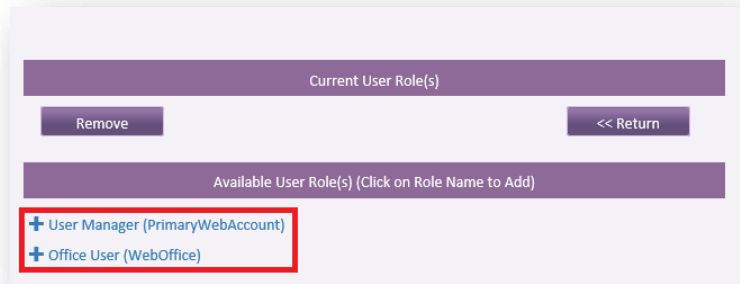 Current User Role(s)
Remove
<< Return
Available User Role(s) (Click on Role Name to Add)
User Manager (PrimaryWebAccount)
Office User (WebOffice)